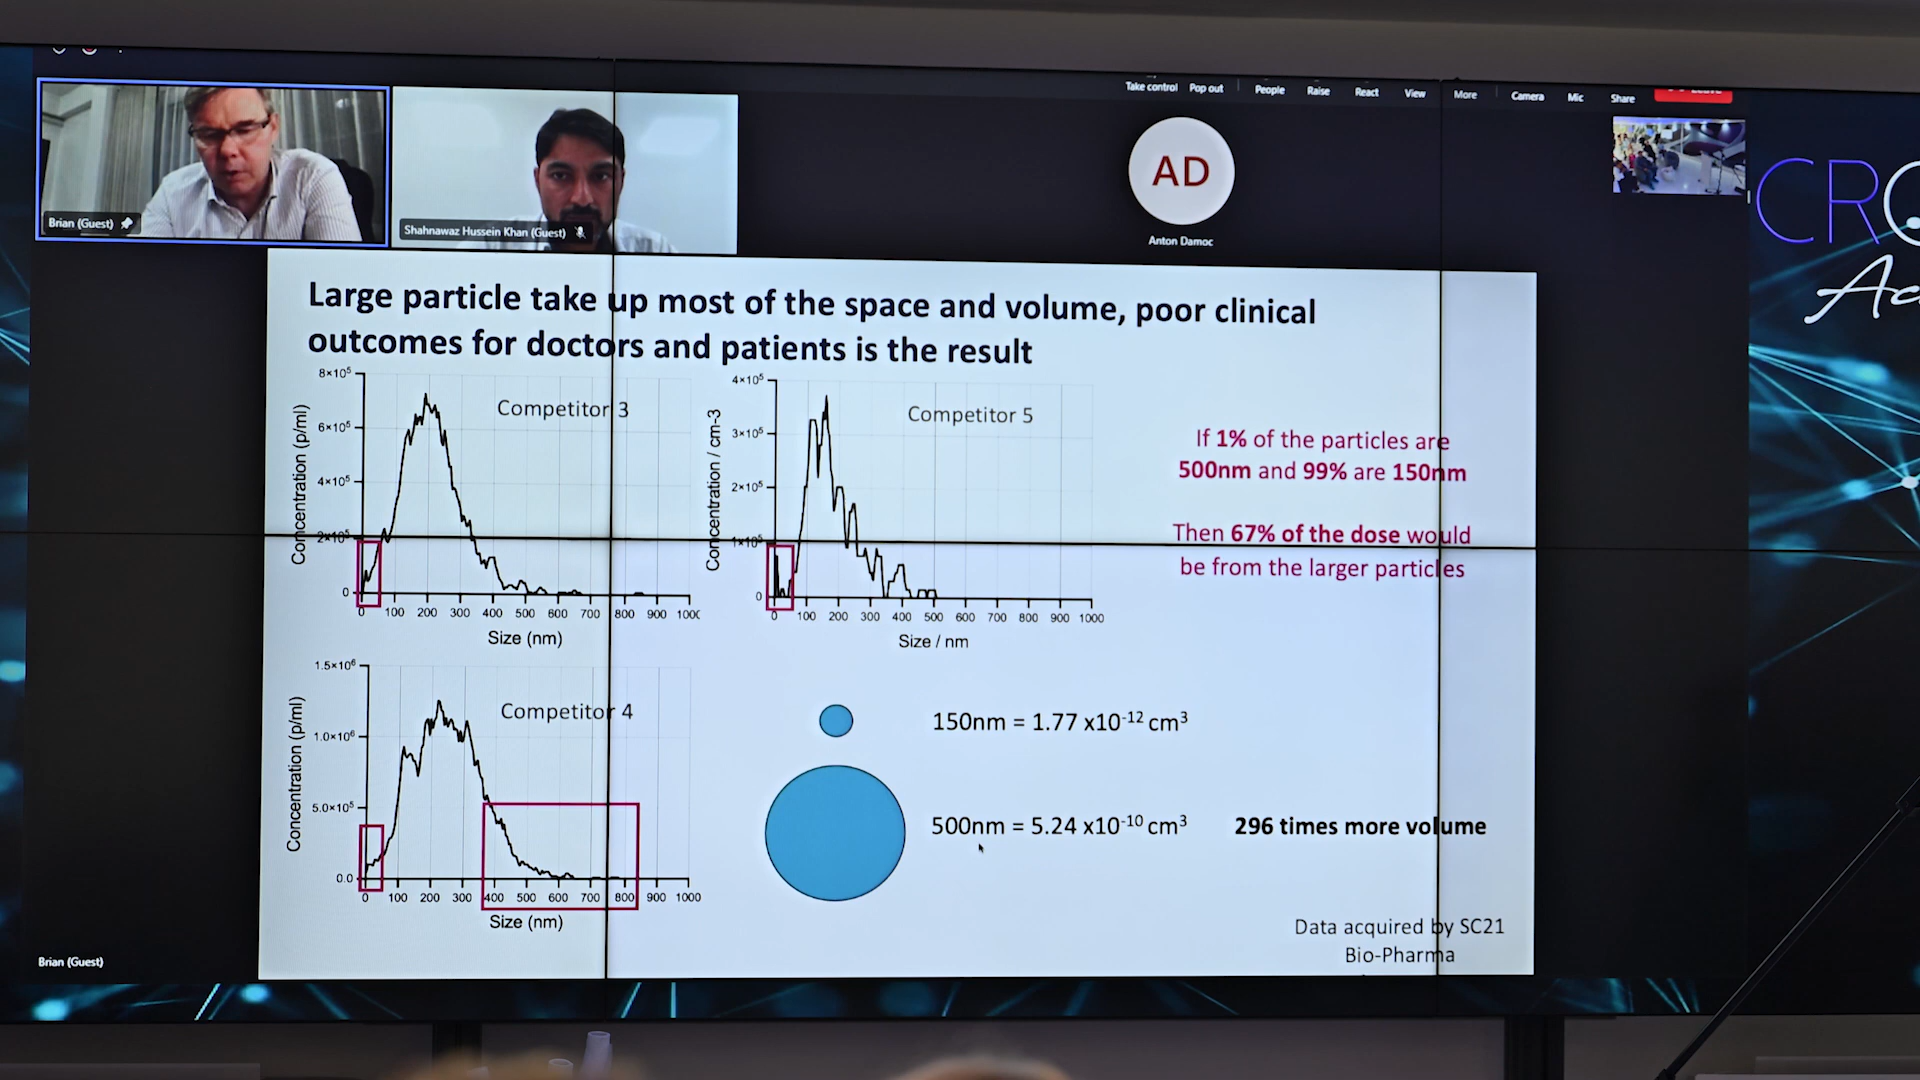 Take control Pop out People Raise React View More Camera Mic Share Leave
Brian (Guest)
Shahnawaz Hussein Khan (Guest)
AD
Anton Damoc
CRO
Large particle take up most of the space and volume, poor clinical
outcomes for doctors and patients is the result
Competitor 3
Concentration (p/ml)
8×10⁵
6×10⁵
4×10⁵
2×10⁵
0
0 100 200 300 400 500 600 700 800 900 100
Size (nm)
Competitor 5
Concentration / cm-3
4×10⁵
3×10⁵
2×10⁵
1×10⁵
0
0 100 200 300 400 500 600 700 800 900 1000
Size / nm
If 1% of the particles are
500nm and 99% are 150nm
Then 67% of the dose would
be from the larger particles
Competitor 4
Concentration (p/ml)
1.5×10⁶
1.0×10⁶
5.0×10⁵
0.0
0 100 200 300 400 500 600 700 800 900 1000
Size (nm)
150nm = 1.77 x10⁻¹² cm³
500nm = 5.24 x10⁻¹⁰ cm³
296 times more volume
Data acquired by SC21
Bio-Pharma
Brian (Guest)